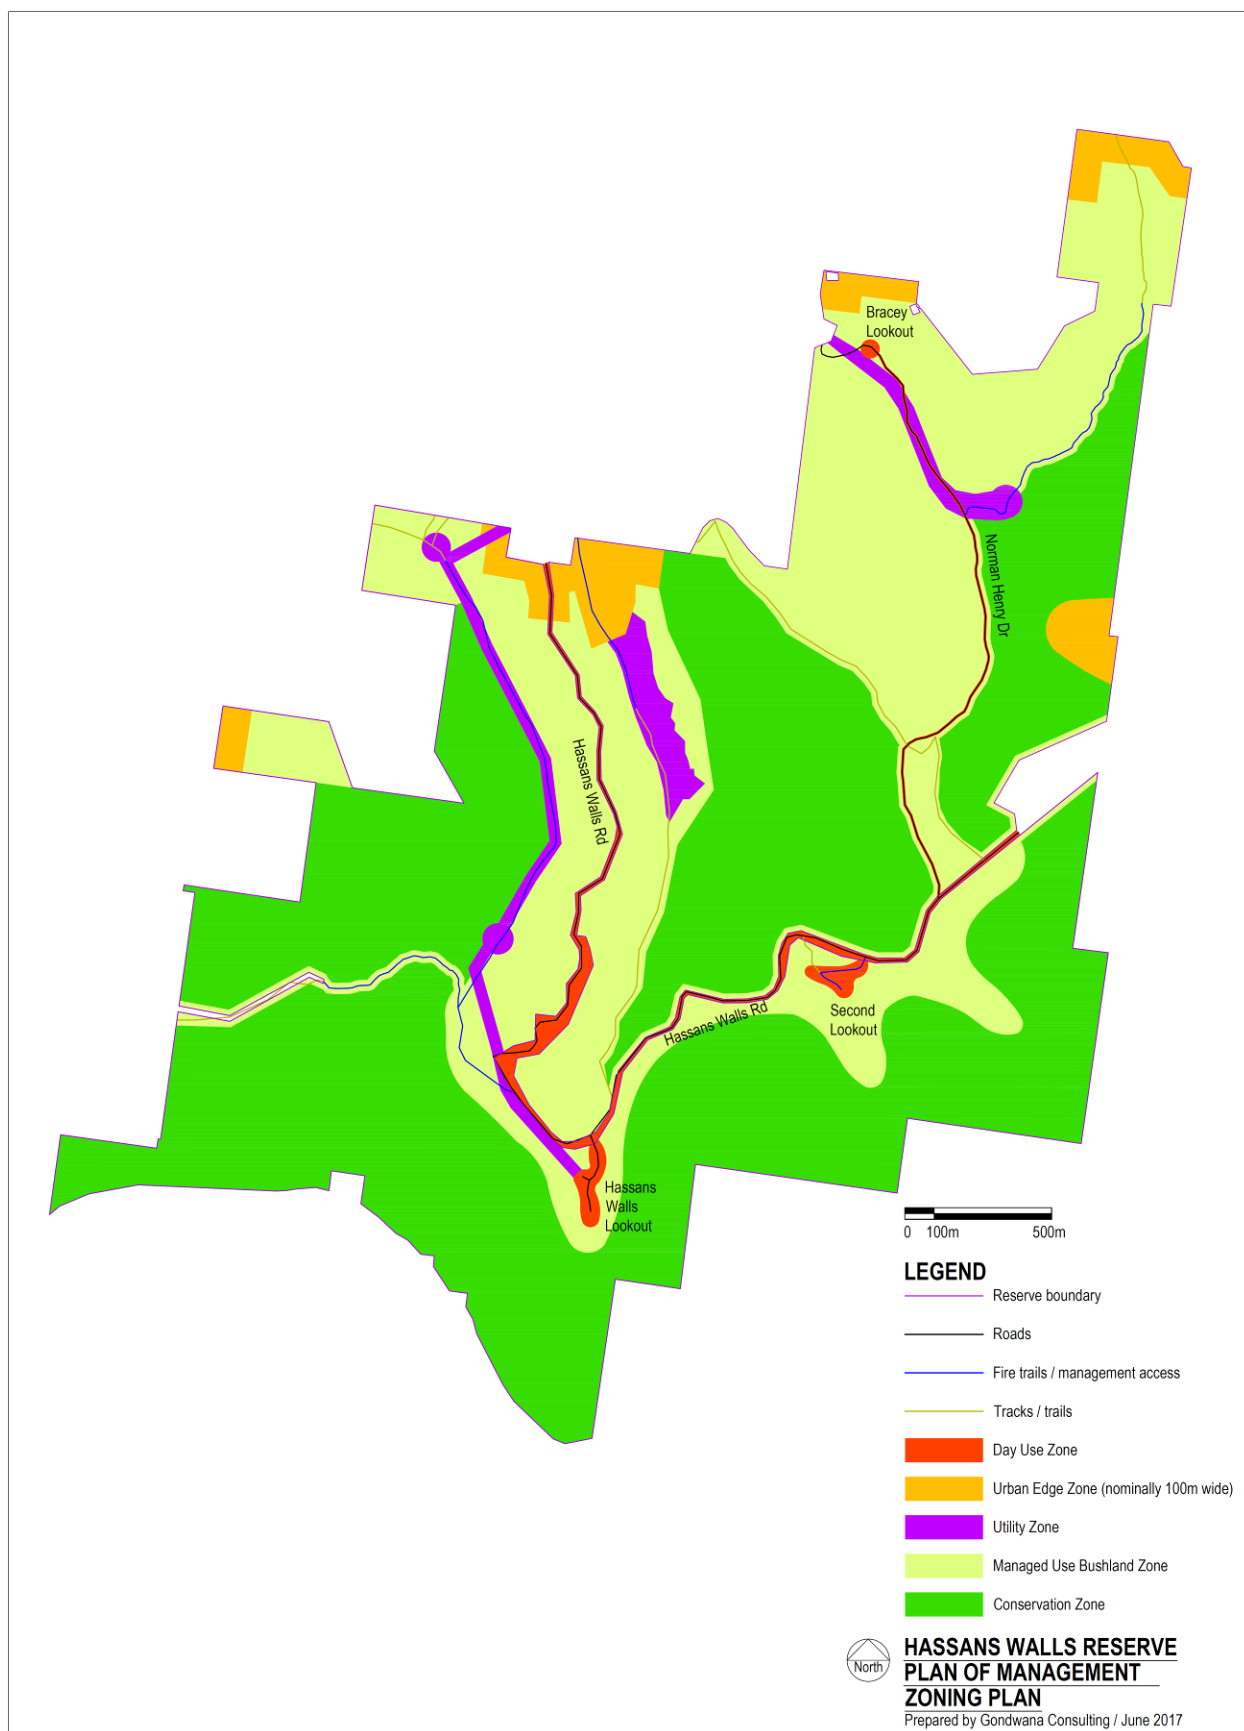 Bracey
Lookout
Norman Henry Dr
Hassans Walls Rd
Hassans Walls Rd
Second
Lookout
Hassans
Walls
Lookout
0 100m 500m
LEGEND
Reserve boundary
Roads
Fire trails / management access
Tracks / trails
Day Use Zone
Urban Edge Zone (nominally 100m wide)
Utility Zone
Managed Use Bushland Zone
Conservation Zone
North
HASSANS WALLS RESERVE
PLAN OF MANAGEMENT
ZONING PLAN
Prepared by Gondwana Consulting / June 2017